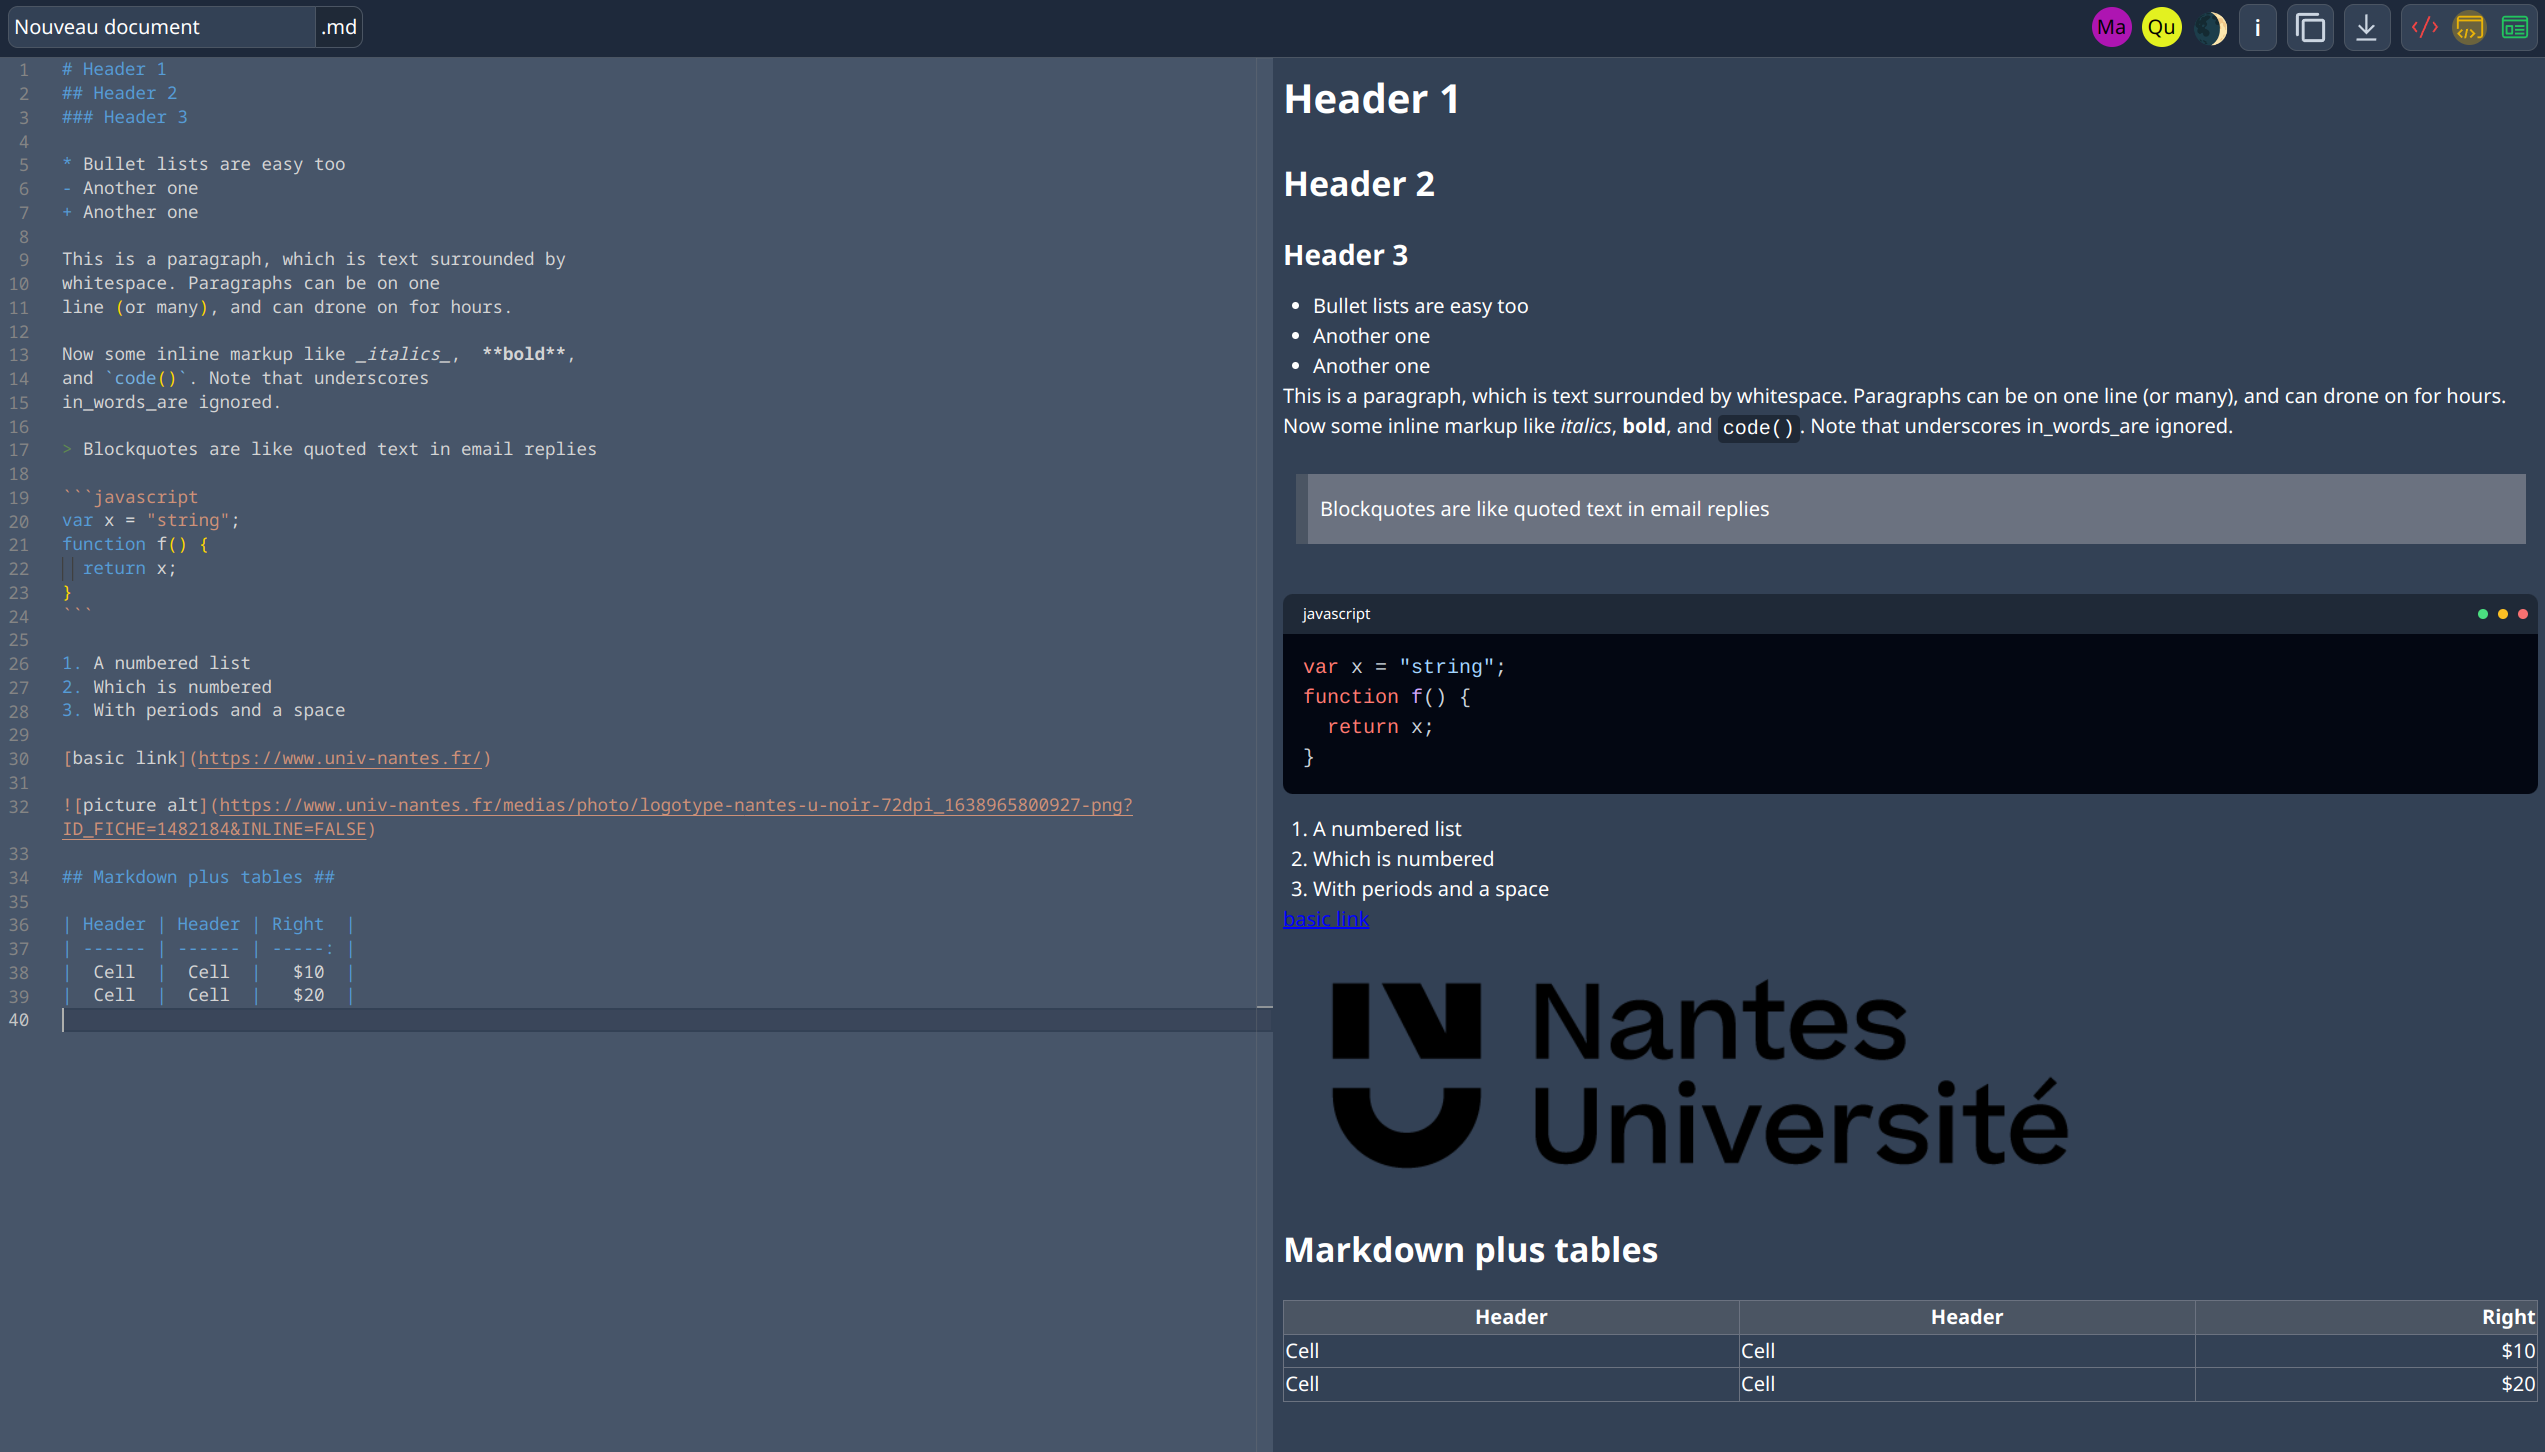 Nouveau document .md
Ma Qu i </>
1 # Header 1
2 ## Header 2
3 ### Header 3
4
5 * Bullet lists are easy too
6 - Another one
7 + Another one
8
9 This is a paragraph, which is text surrounded by
10 whitespace. Paragraphs can be on one
11 line (or many), and can drone on for hours.
12
13 Now some inline markup like _italics_,  **bold**,
14 and `code()`. Note that underscores
15 in_words_are ignored.
16
17 > Blockquotes are like quoted text in email replies
18
19 ```javascript
20 var x = "string";
21 function f() {
22   return x;
23 }
24 ```
25
26 1. A numbered list
27 2. Which is numbered
28 3. With periods and a space
29
30 [basic link](https://www.univ-nantes.fr/)
31
32 ![picture alt](https://www.univ-nantes.fr/medias/photo/logotype-nantes-u-noir-72dpi_1638965800927-png?
ID_FICHE=1482184&INLINE=FALSE)
33
34 ## Markdown plus tables ##
35
36 | Header | Header | Right  |
37 | ------ | ------ | -----: |
38 |  Cell  |  Cell  |   $10  |
39 |  Cell  |  Cell  |   $20  |
40
Header 1
Header 2
Header 3
• Bullet lists are easy too
• Another one
• Another one
This is a paragraph, which is text surrounded by whitespace. Paragraphs can be on one line (or many), and can drone on for hours.
Now some inline markup like italics, bold, and code(). Note that underscores in_words_are ignored.
Blockquotes are like quoted text in email replies
javascript
var x = "string";
function f() {
  return x;
}
1. A numbered list
2. Which is numbered
3. With periods and a space
basic link
Nantes
Université
Markdown plus tables
Header Header Right
Cell Cell $10
Cell Cell $20